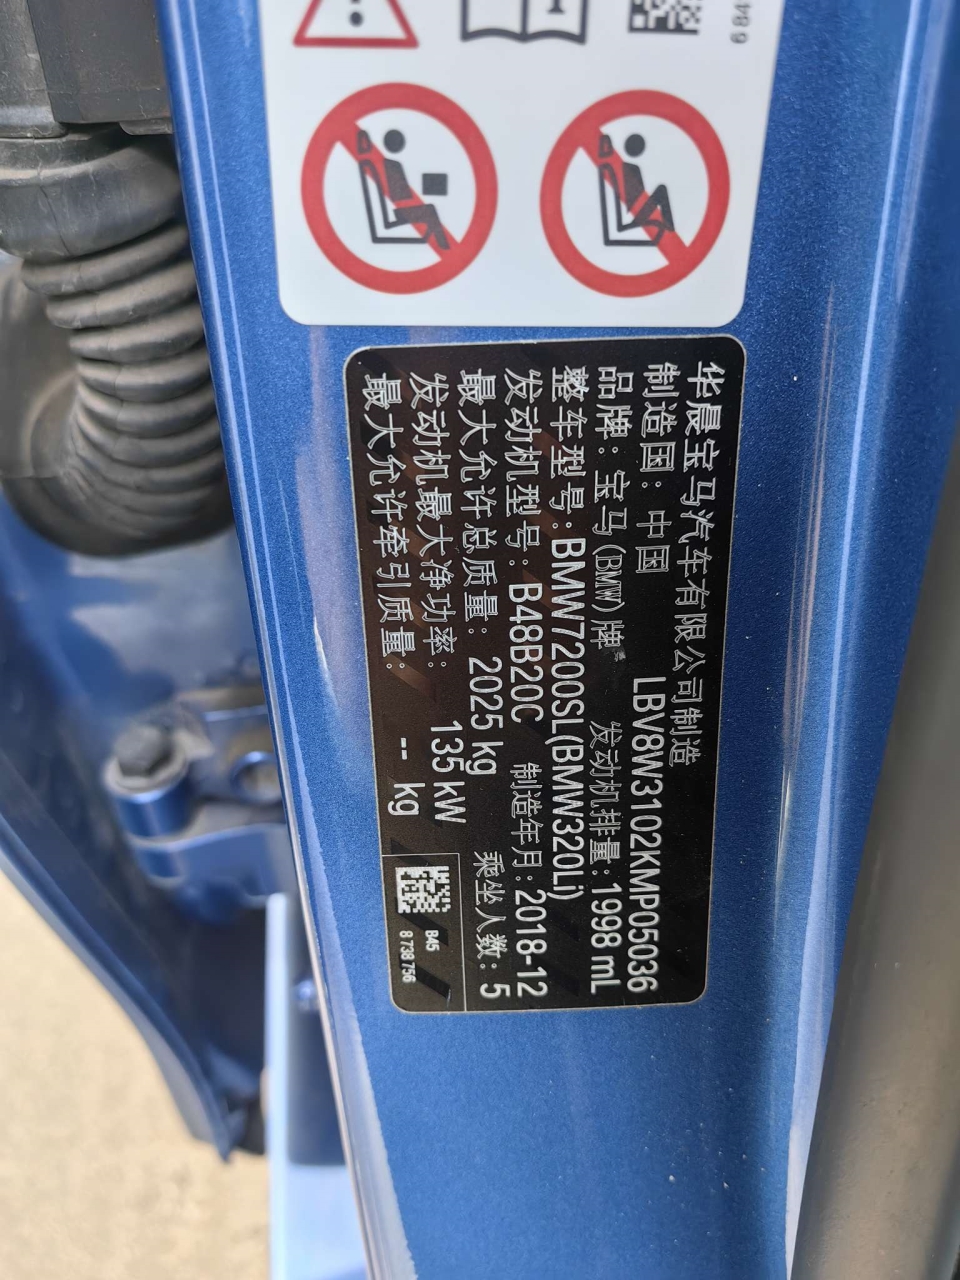 6 84
华晨宝马汽车有限公司制造
制造国: 中国 LBV8W3102KMP05036
品牌: 宝马(BMW)牌 发动机排量: 1998 mL
整车型号: BMW7200SL(BMW320Li)
发动机型号: B48B20C 制造年月: 2018-12
最大允许总质量: 2025 kg 乘坐人数: 5
发动机最大净功率: 135 kW
最大允许牵引质量: -- kg
B45
8 738 756